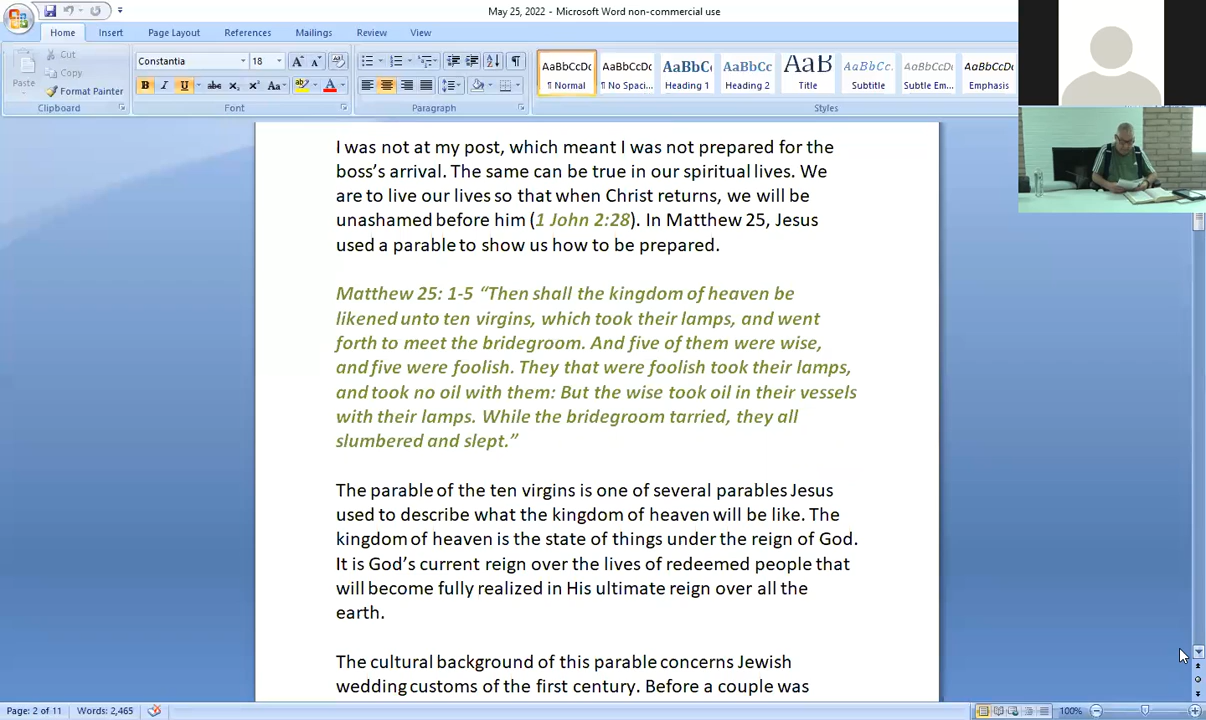 May 25, 2022 - Microsoft Word non-commercial use
Home Insert Page Layout References Mailings Review View
Paste
Cut
Copy
Format Painter
Clipboard
Constantia 18
Font
Paragraph
AaBbCcDc AaBbCcDc AaBbC AaBbCc AaB AaBbCc. AaBbCcDc AaBbCcDc
¶ Normal ¶ No Spaci... Heading 1 Heading 2 Title Subtitle Subtle Em... Emphasis
Styles
I was not at my post, which meant I was not prepared for the
boss’s arrival. The same can be true in our spiritual lives. We
are to live our lives so that when Christ returns, we will be
unashamed before him (1 John 2:28). In Matthew 25, Jesus
used a parable to show us how to be prepared.
Matthew 25: 1-5 “Then shall the kingdom of heaven be
likened unto ten virgins, which took their lamps, and went
forth to meet the bridegroom. And five of them were wise,
and five were foolish. They that were foolish took their lamps,
and took no oil with them: But the wise took oil in their vessels
with their lamps. While the bridegroom tarried, they all
slumbered and slept.”
The parable of the ten virgins is one of several parables Jesus
used to describe what the kingdom of heaven will be like. The
kingdom of heaven is the state of things under the reign of God.
It is God’s current reign over the lives of redeemed people that
will become fully realized in His ultimate reign over all the
earth.
The cultural background of this parable concerns Jewish
wedding customs of the first century. Before a couple was
Page: 2 of 11 Words: 2,465 100%